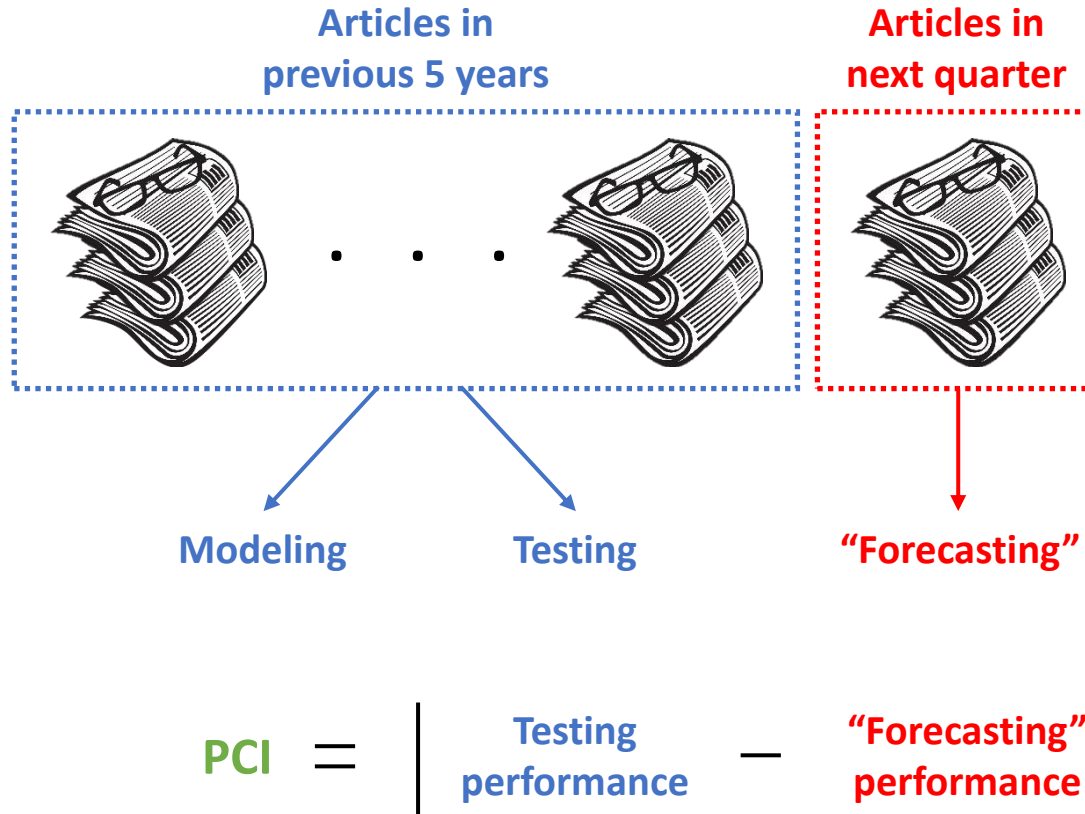 Articles in
previous 5 years
Articles in
next quarter
Modeling
Testing
“Forecasting”
PCI = | Testing
performance
— “Forecasting”
performance